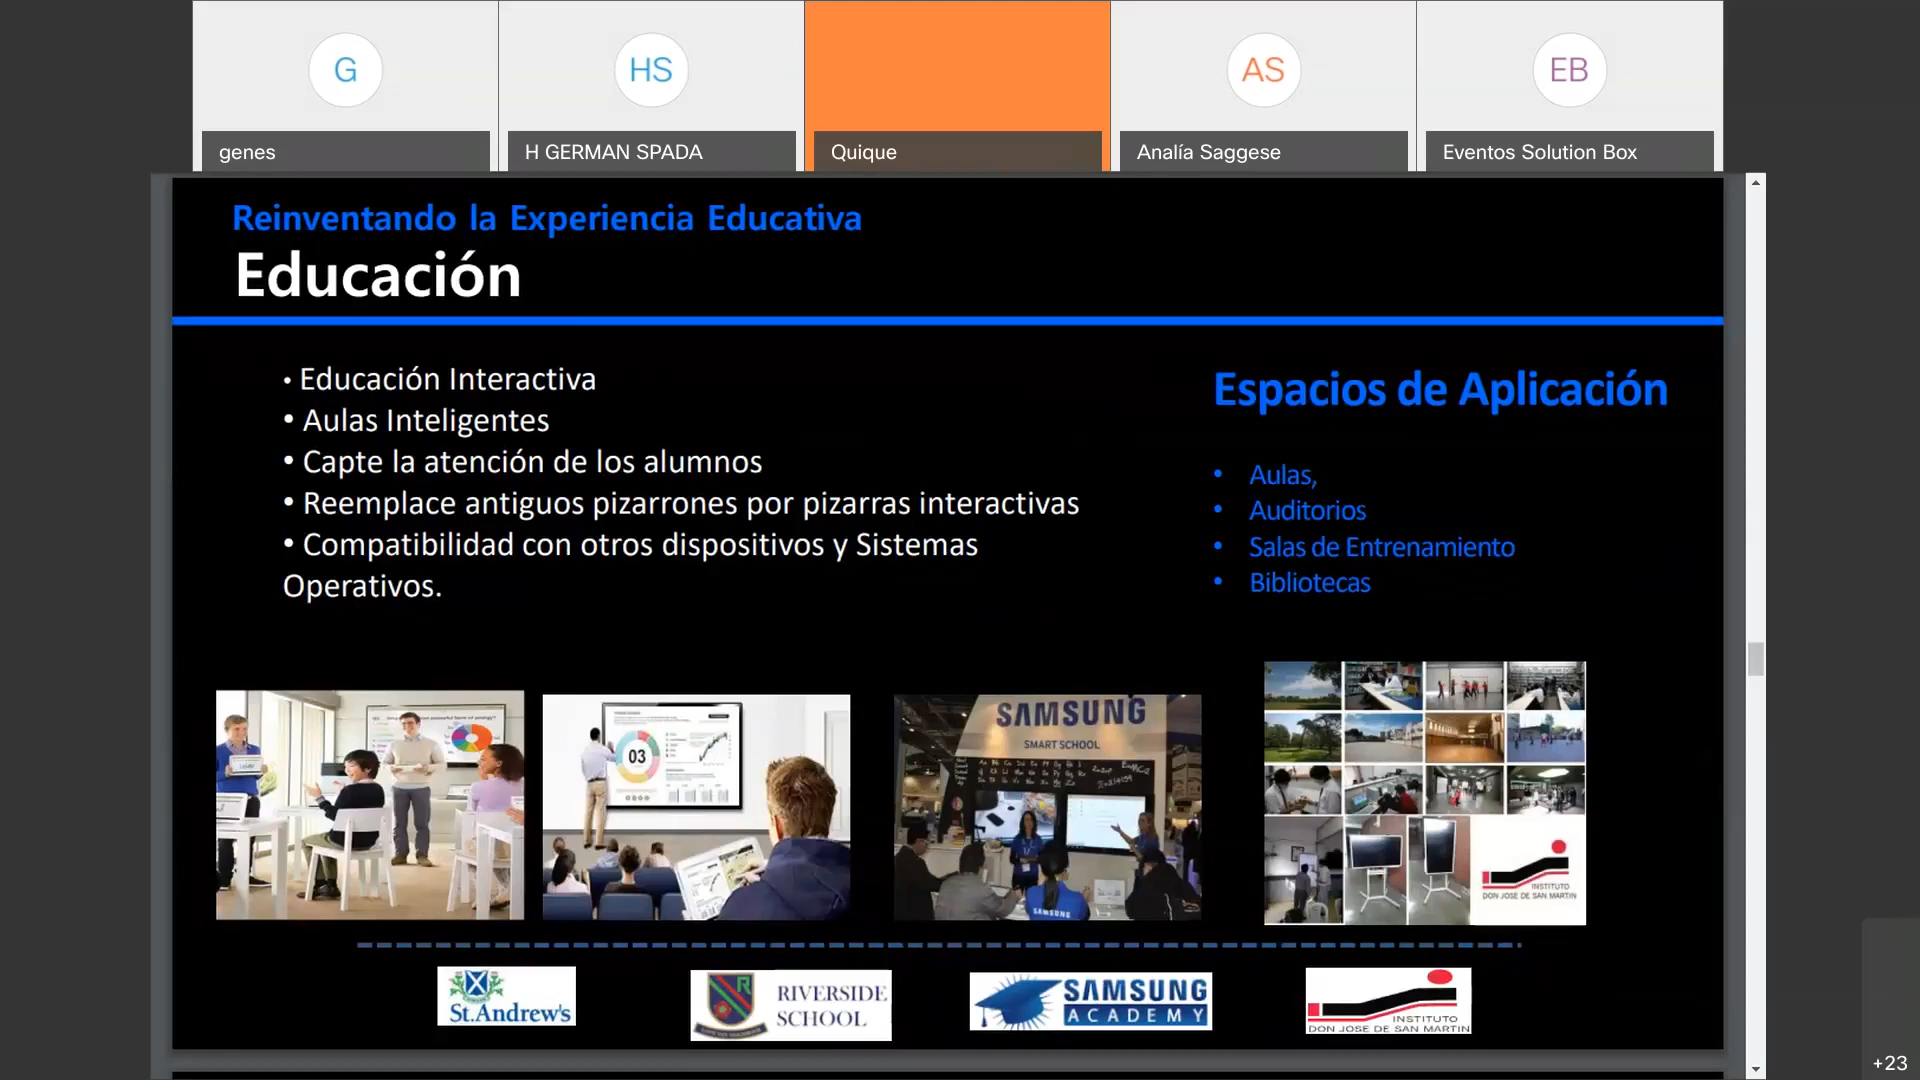 G
HS
AS
EB
genes
H GERMAN SPADA
Quique
Analía Saggese
Eventos Solution Box
Reinventando la Experiencia Educativa
Educación
• Educación Interactiva
• Aulas Inteligentes
• Capte la atención de los alumnos
• Reemplace antiguos pizarrones por pizarras interactivas
• Compatibilidad con otros dispositivos y Sistemas
Operativos.
Espacios de Aplicación
• Aulas,
• Auditorios
• Salas de Entrenamiento
• Bibliotecas
03
SAMSUNG
SMART SCHOOL
SAMSUNG
INSTITUTO
DON JOSE DE SAN MARTIN
St.Andrew's
R
RIVERSIDE
SCHOOL
SAMSUNG
ACADEMY
INSTITUTO
DON JOSE DE SAN MARTIN
+23